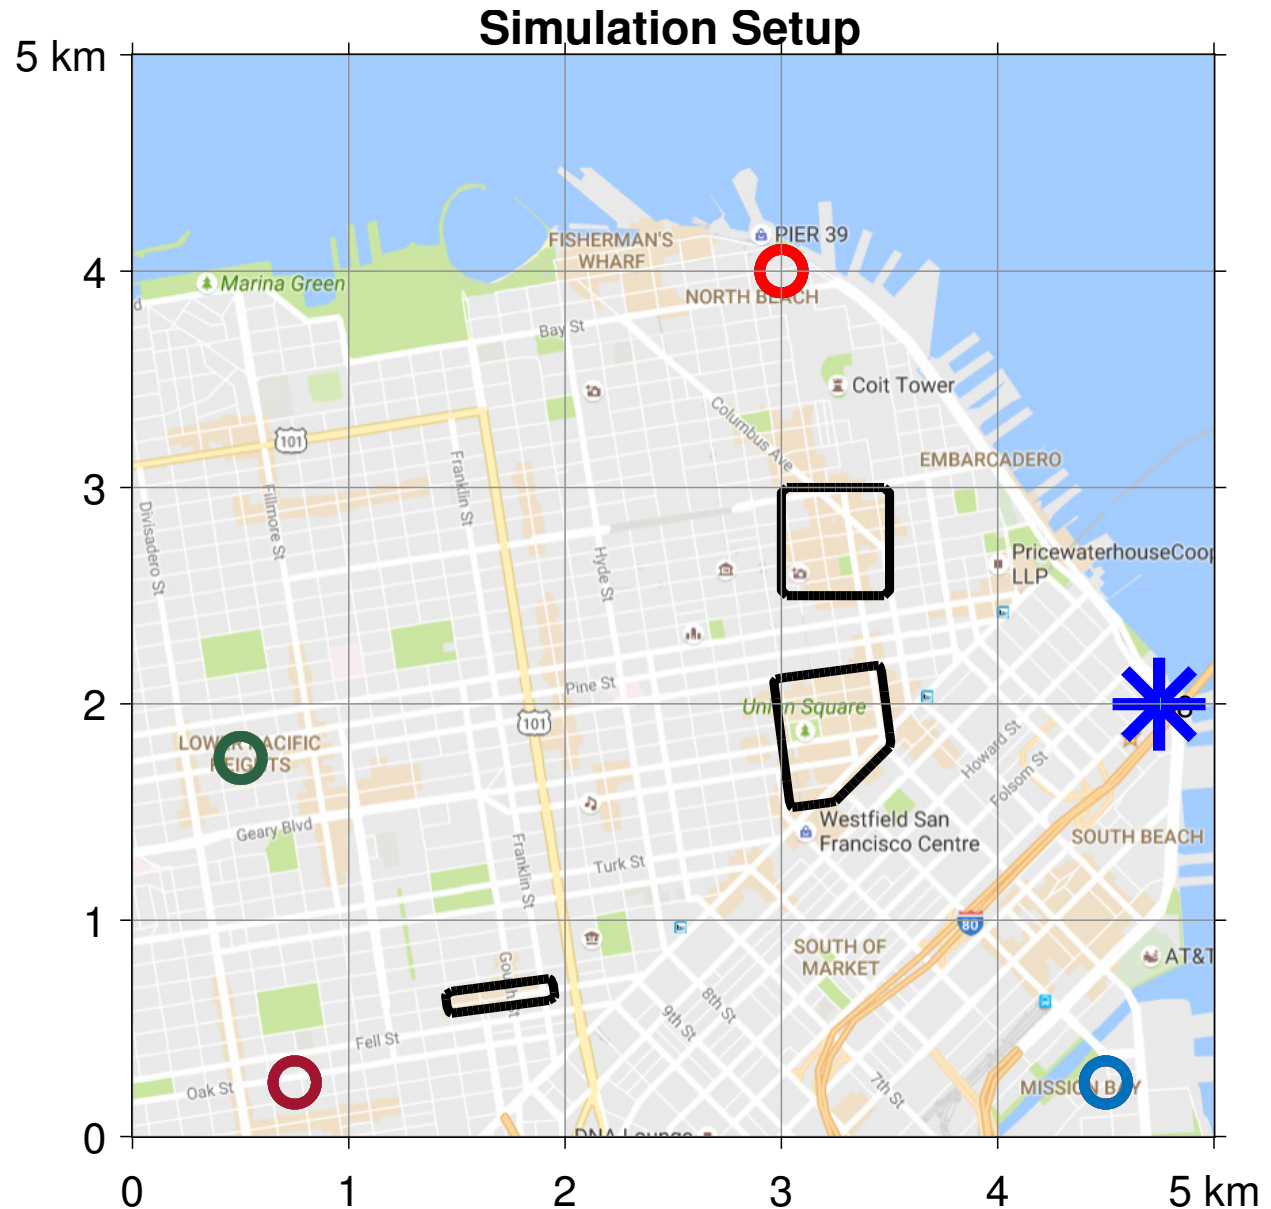 Simulation Setup
5 km
4
3
2
1
0
0
1
2
3
4
5 km
PIER 39
FISHERMAN'S
WHARF
Marina Green
NORTH BEACH
Bay St
Coit Tower
Columbus Ave
101
EMBARCADERO
Franklin St
Fillmore St
Divisadero St
Hyde St
PricewaterhouseCoop
LLP
Pine St
Union Square
101
LOWER PACIFIC
HEIGHTS
Howard St
Folsom St
Geary Blvd
Westfield San
Francisco Centre
SOUTH BEACH
Turk St
Franklin St
80
SOUTH OF
MARKET
AT&T
Gough St
8th St
9th St
Fell St
7th St
Oak St
MISSION BAY
DNA Lounge